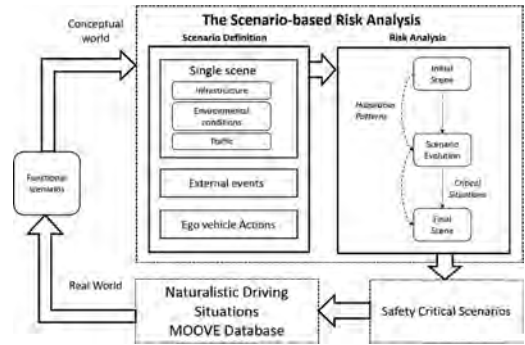 Conceptual
world
The Scenario-based Risk Analysis
Scenario Definition
Risk Analysis
Single scene
Infrastructure
Environmental
conditions
Traffic
External events
Ego vehicle Actions
Initial
Scene
Hazardous
Patterns
Scenario
Evolution
Critical
Situations
Final
Scene
Functional
scenarios
Real World
Naturalistic Driving
Situations
MOOVE Database
Safety Critical Scenarios